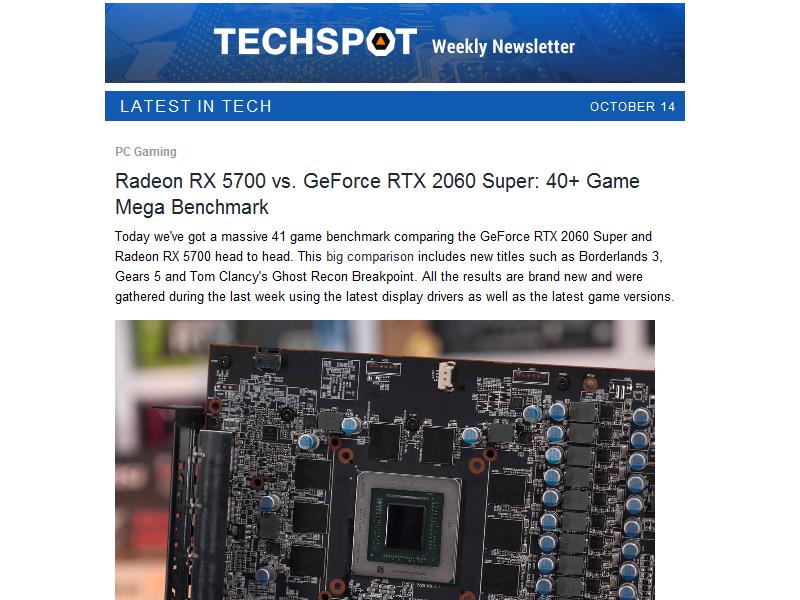 TECHSPOT Weekly Newsletter
LATEST IN TECH OCTOBER 14
PC Gaming
Radeon RX 5700 vs. GeForce RTX 2060 Super: 40+ Game
Mega Benchmark
Today we've got a massive 41 game benchmark comparing the GeForce RTX 2060 Super and
Radeon RX 5700 head to head. This big comparison includes new titles such as Borderlands 3,
Gears 5 and Tom Clancy's Ghost Recon Breakpoint. All the results are brand new and were
gathered during the last week using the latest display drivers as well as the latest game versions.